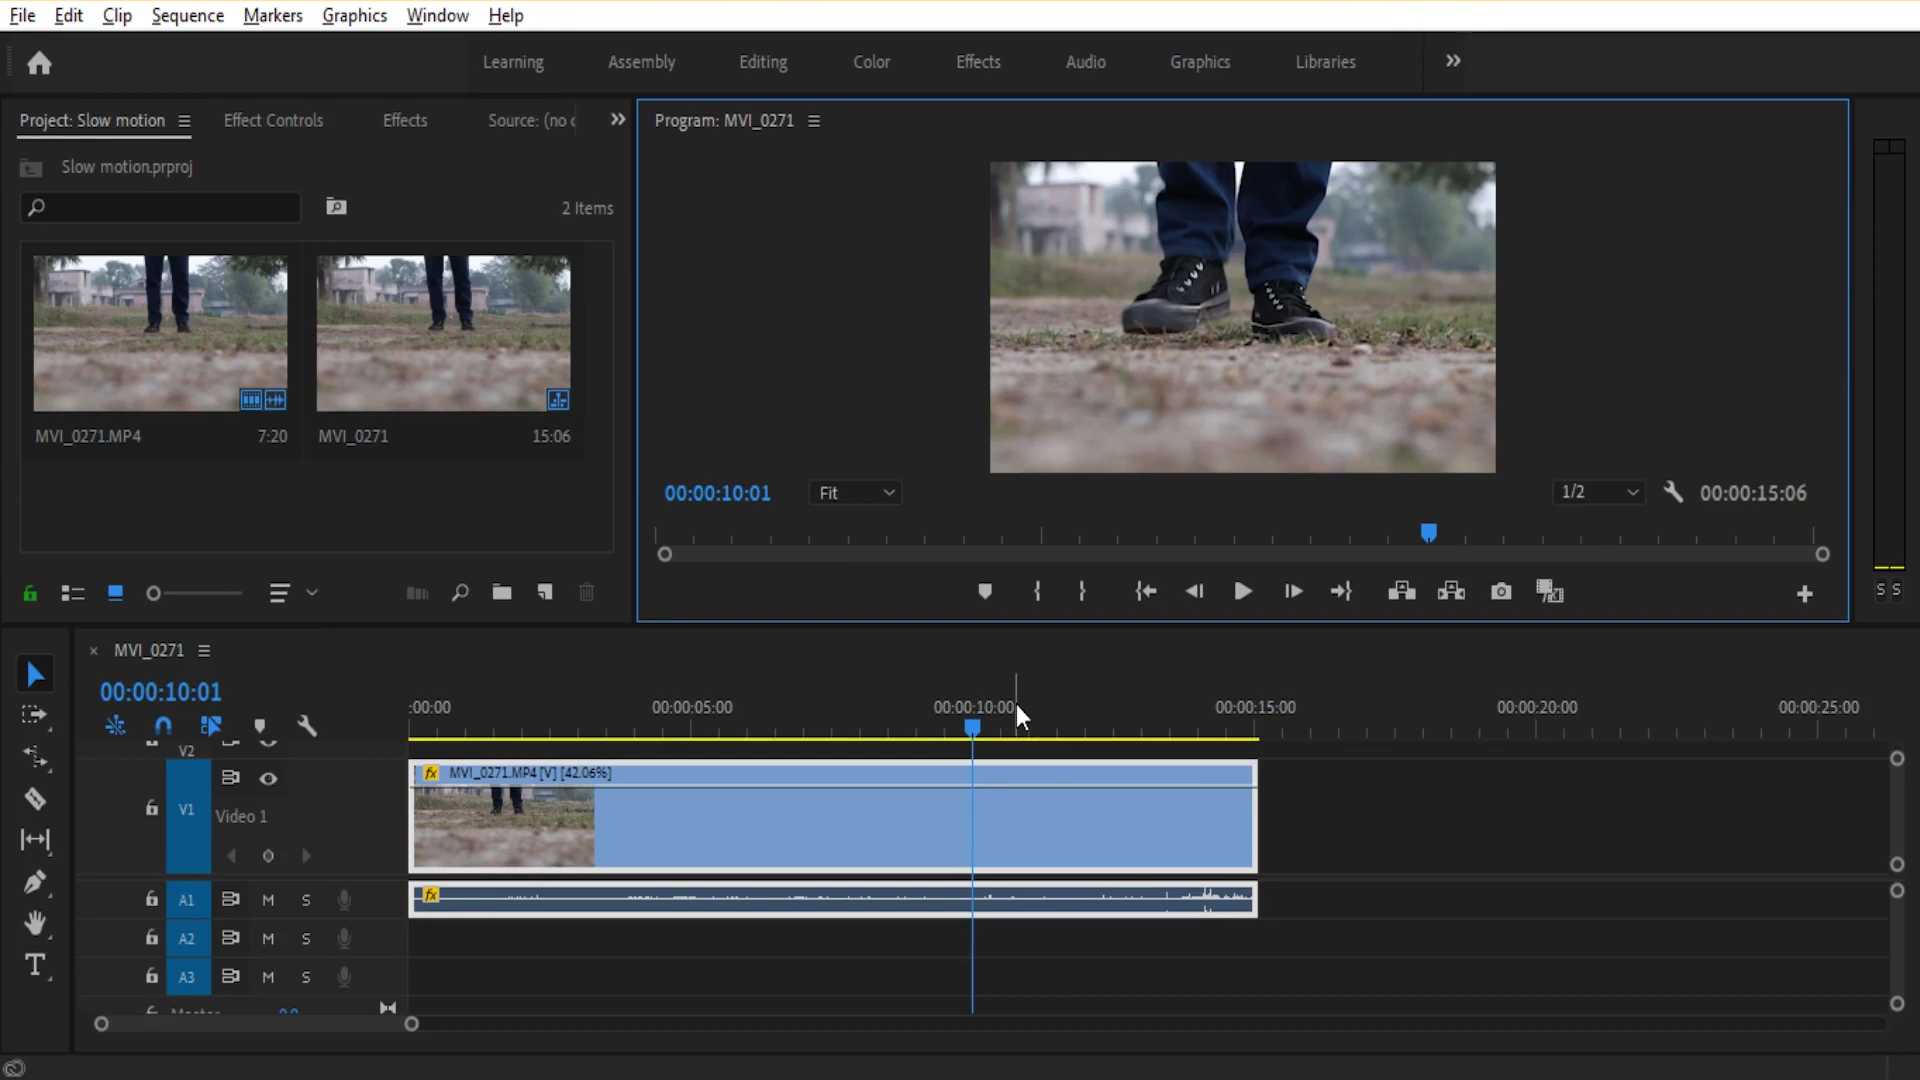 File Edit Clip Sequence Markers Graphics Window Help
Learning Assembly Editing Color Effects Audio Graphics Libraries
Project: Slow motion Effect Controls Effects Source: (no c
Program: MVI_0271
Slow motion.prproj
2 Items
MVI_0271.MP4 7:20
MVI_0271 15:06
00:00:10:01 Fit 1/2 00:00:15:06
S S
MVI_0271
00:00:10:01
:00:00 00:00:05:00 00:00:10:00 00:00:15:00 00:00:20:00 00:00:25:00
V2
fx MVI_0271.MP4 [V] [42.06%]
V1 Video 1
A1 M S fx
A2 M S
A3 M S